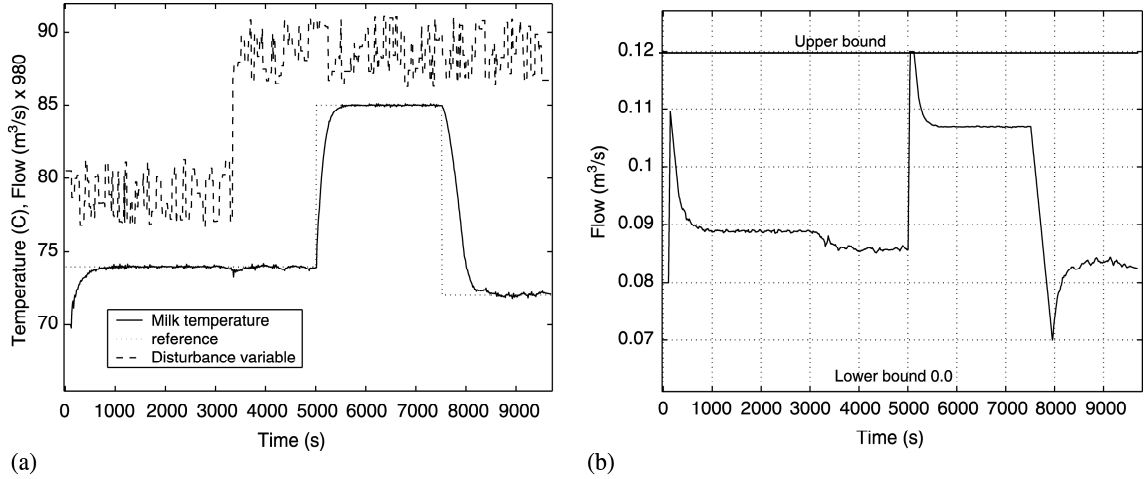 Temperature (C), Flow (m³/s) x 980
90
85
80
75
70
Milk temperature
reference
Disturbance variable
0 1000 2000 3000 4000 5000 6000 7000 8000 9000
Time (s)
(a)
Flow (m³/s)
0.12
0.11
0.1
0.09
0.08
0.07
Upper bound
Lower bound 0.0
0 1000 2000 3000 4000 5000 6000 7000 8000 9000
Time (s)
(b)